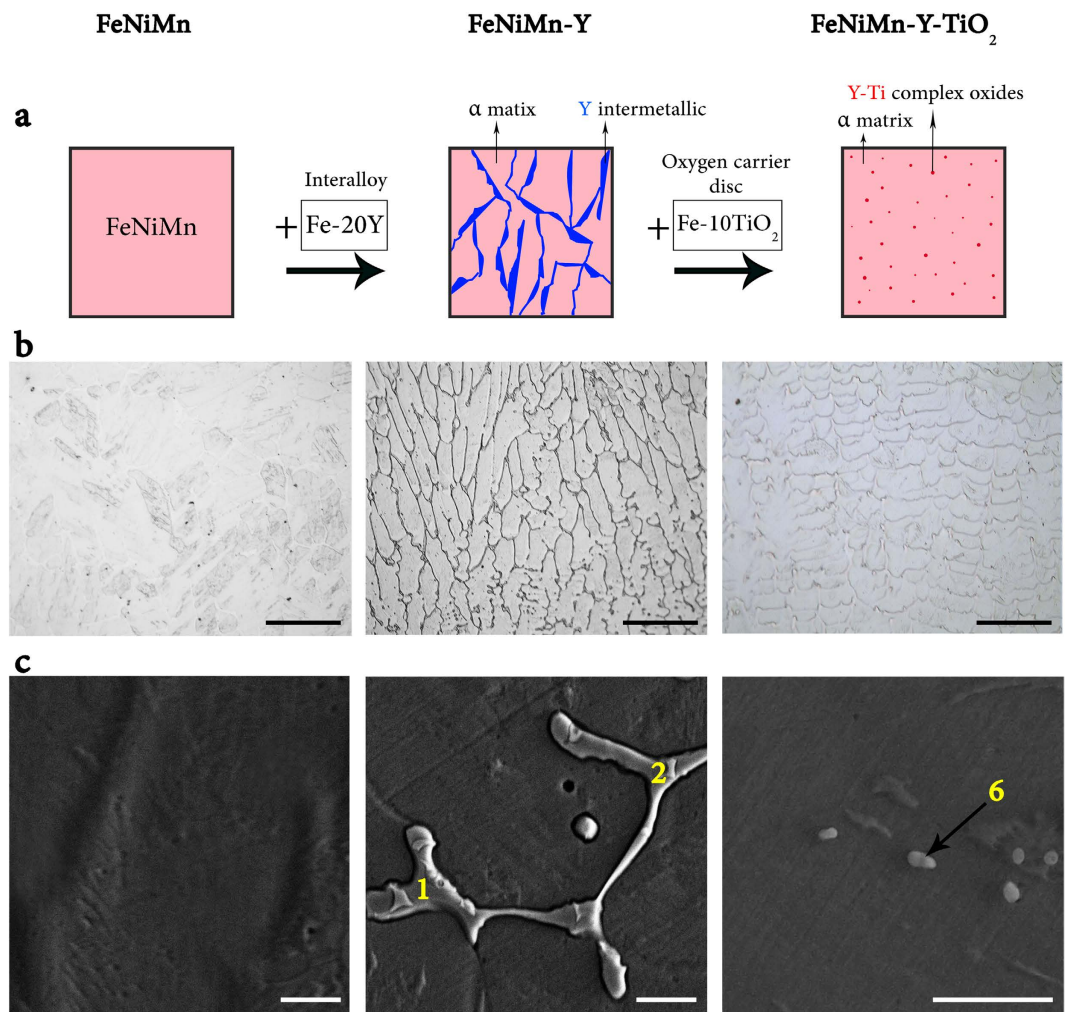 FeNiMn
FeNiMn-Y
FeNiMn-Y-TiO₂
a
FeNiMn
+
Interalloy
Fe-20Y
α matix
Y intermetallic
+
Oxygen carrier
disc
Fe-10TiO₂
Y-Ti complex oxides
α matrix
b
c
1
2
6